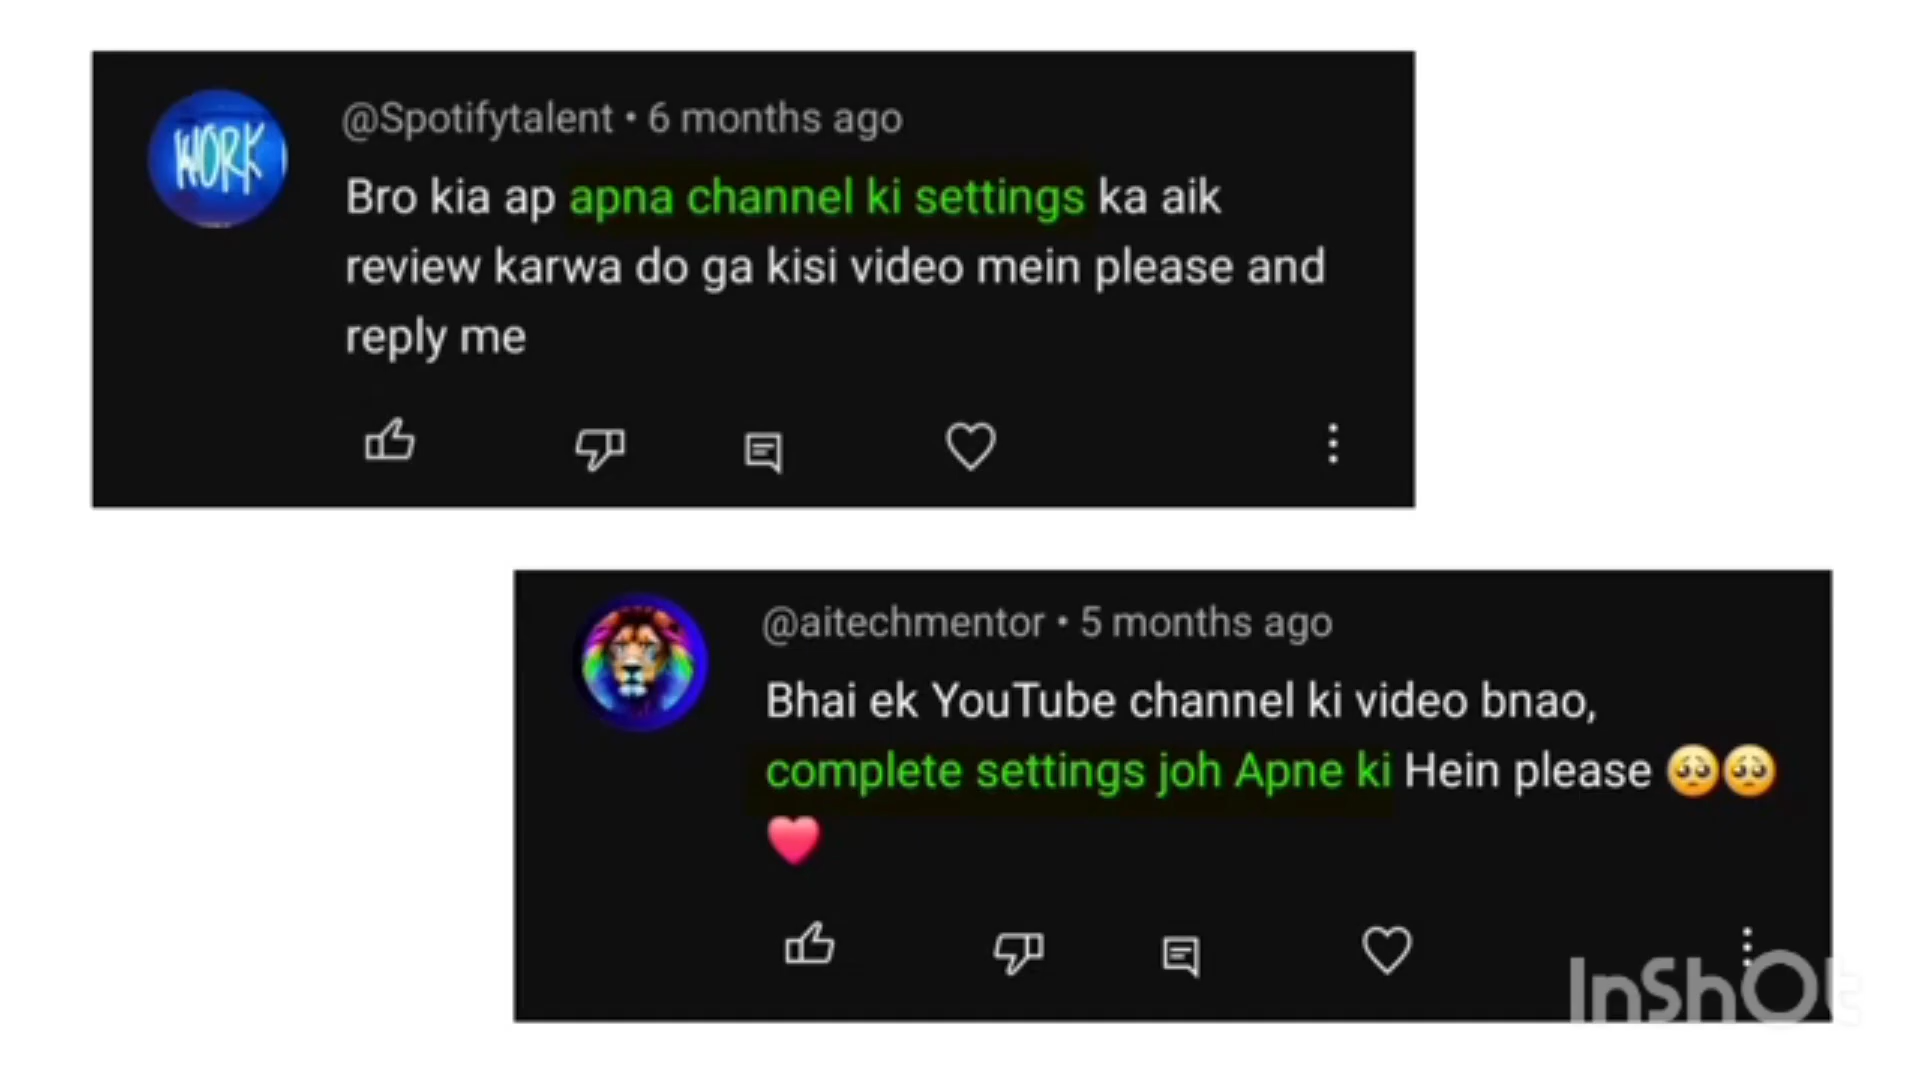 WORK
@Spotifytalent • 6 months ago
Bro kia ap apna channel ki settings ka aik
review karwa do ga kisi video mein please and
reply me
@aitechmentor • 5 months ago
Bhai ek YouTube channel ki video bnao,
complete settings joh Apne ki Hein please 🥺🥺
❤️
InShOt